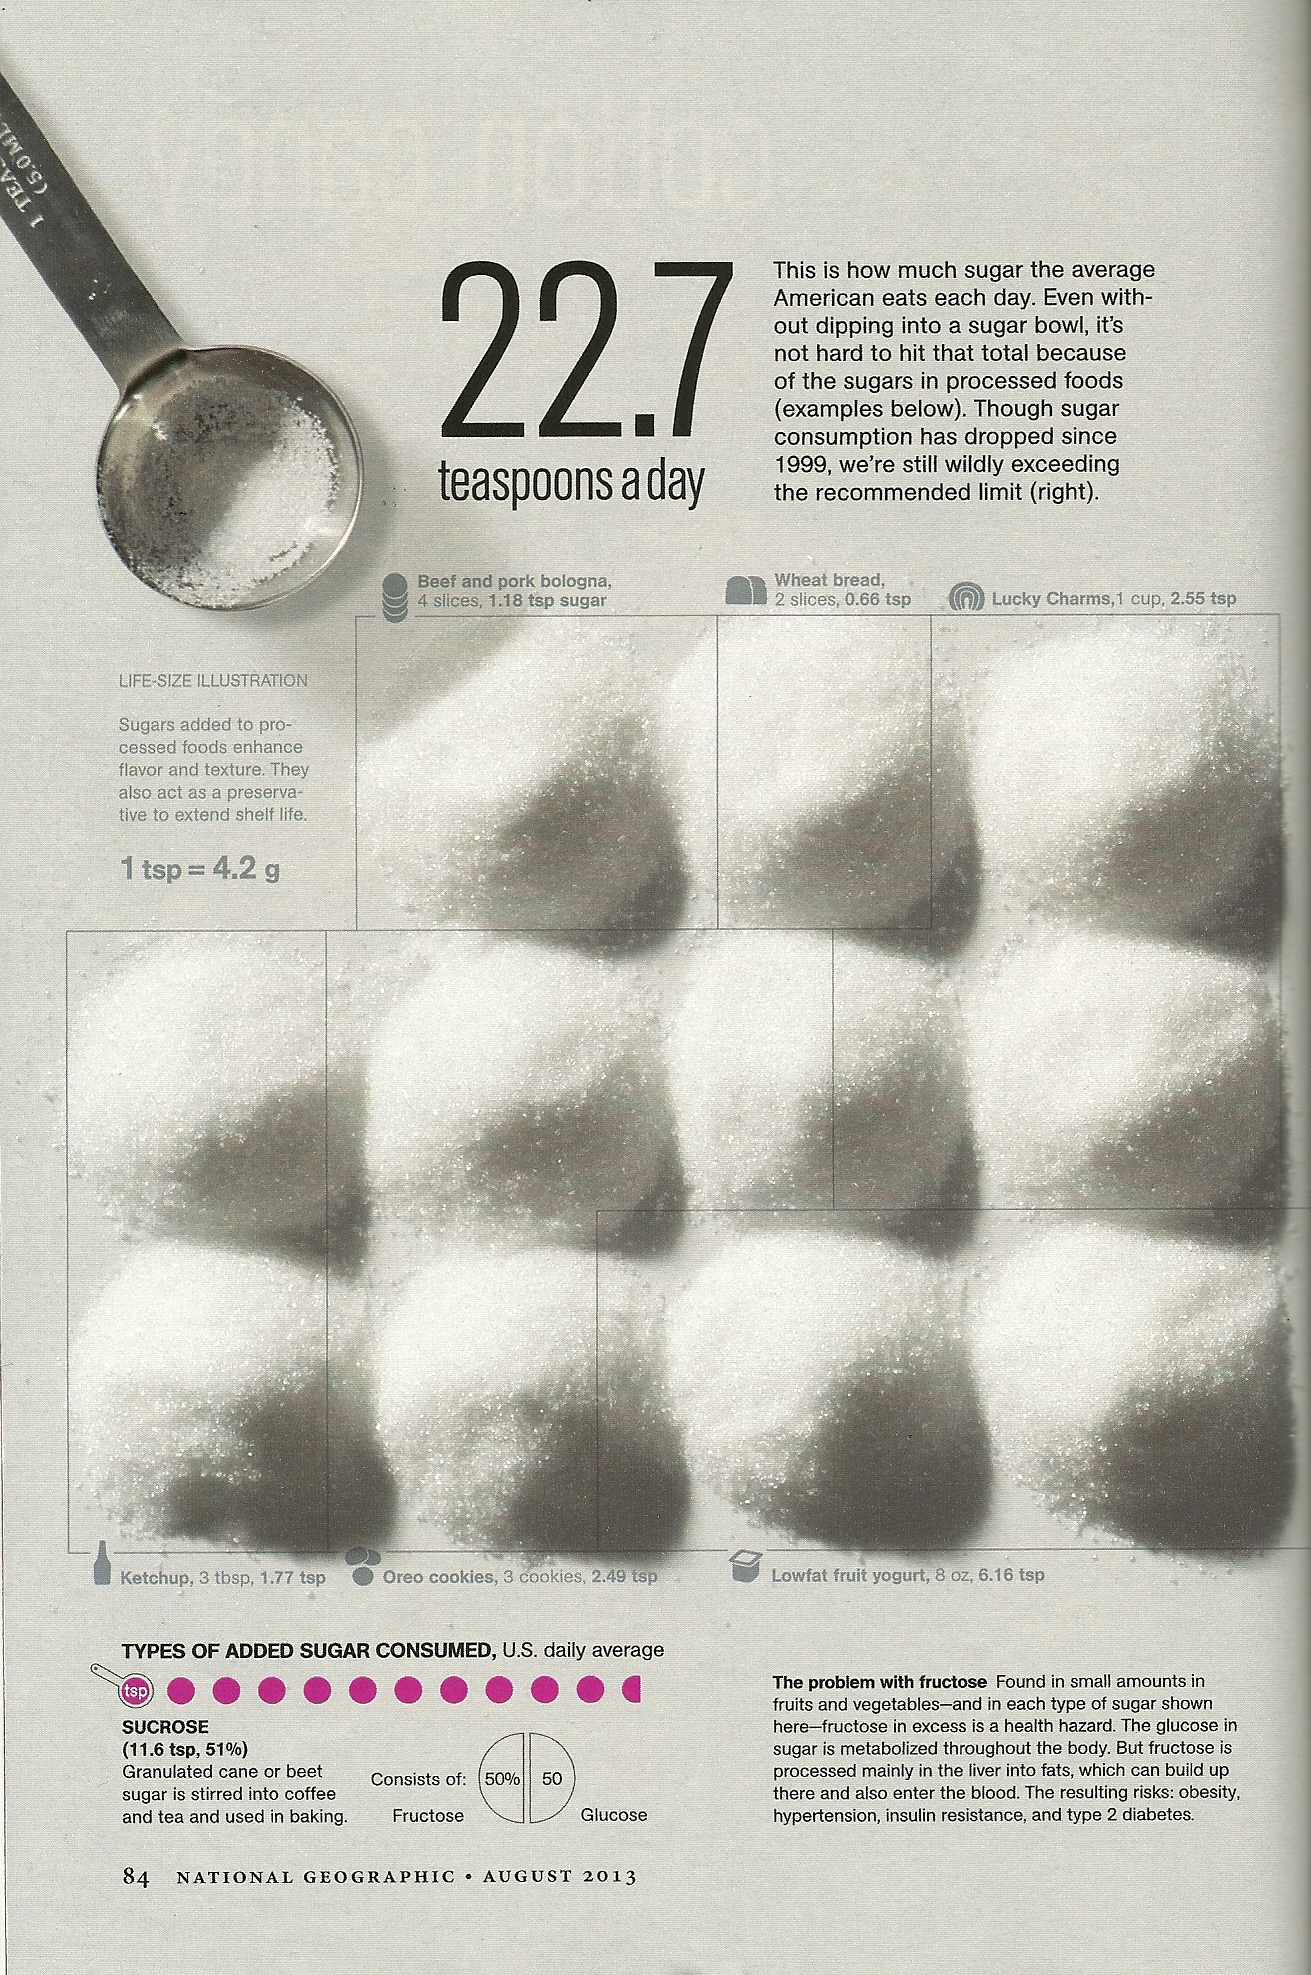 1 TEA
(5.0ML
22.7
teaspoons a day
This is how much sugar the average
American eats each day. Even with-
out dipping into a sugar bowl, it's
not hard to hit that total because
of the sugars in processed foods
(examples below). Though sugar
consumption has dropped since
1999, we're still wildly exceeding
the recommended limit (right).
Beef and pork bologna,
4 slices, 1.18 tsp sugar
Wheat bread,
2 slices, 0.66 tsp
Lucky Charms,1 cup, 2.55 tsp
LIFE-SIZE ILLUSTRATION
Sugars added to pro-
cessed foods enhance
flavor and texture. They
also act as a preserva-
tive to extend shelf life.
1 tsp = 4.2 g
Ketchup, 3 tbsp, 1.77 tsp
Oreo cookies, 3 cookies, 2.49 tsp
Lowfat fruit yogurt, 8 oz, 6.16 tsp
TYPES OF ADDED SUGAR CONSUMED, U.S. daily average
tsp
SUCROSE
(11.6 tsp, 51%)
Granulated cane or beet
sugar is stirred into coffee
and tea and used in baking.
Consists of: 50% 50
Fructose Glucose
The problem with fructose Found in small amounts in
fruits and vegetables—and in each type of sugar shown
here—fructose in excess is a health hazard. The glucose in
sugar is metabolized throughout the body. But fructose is
processed mainly in the liver into fats, which can build up
there and also enter the blood. The resulting risks: obesity,
hypertension, insulin resistance, and type 2 diabetes.
84 NATIONAL GEOGRAPHIC • AUGUST 2013